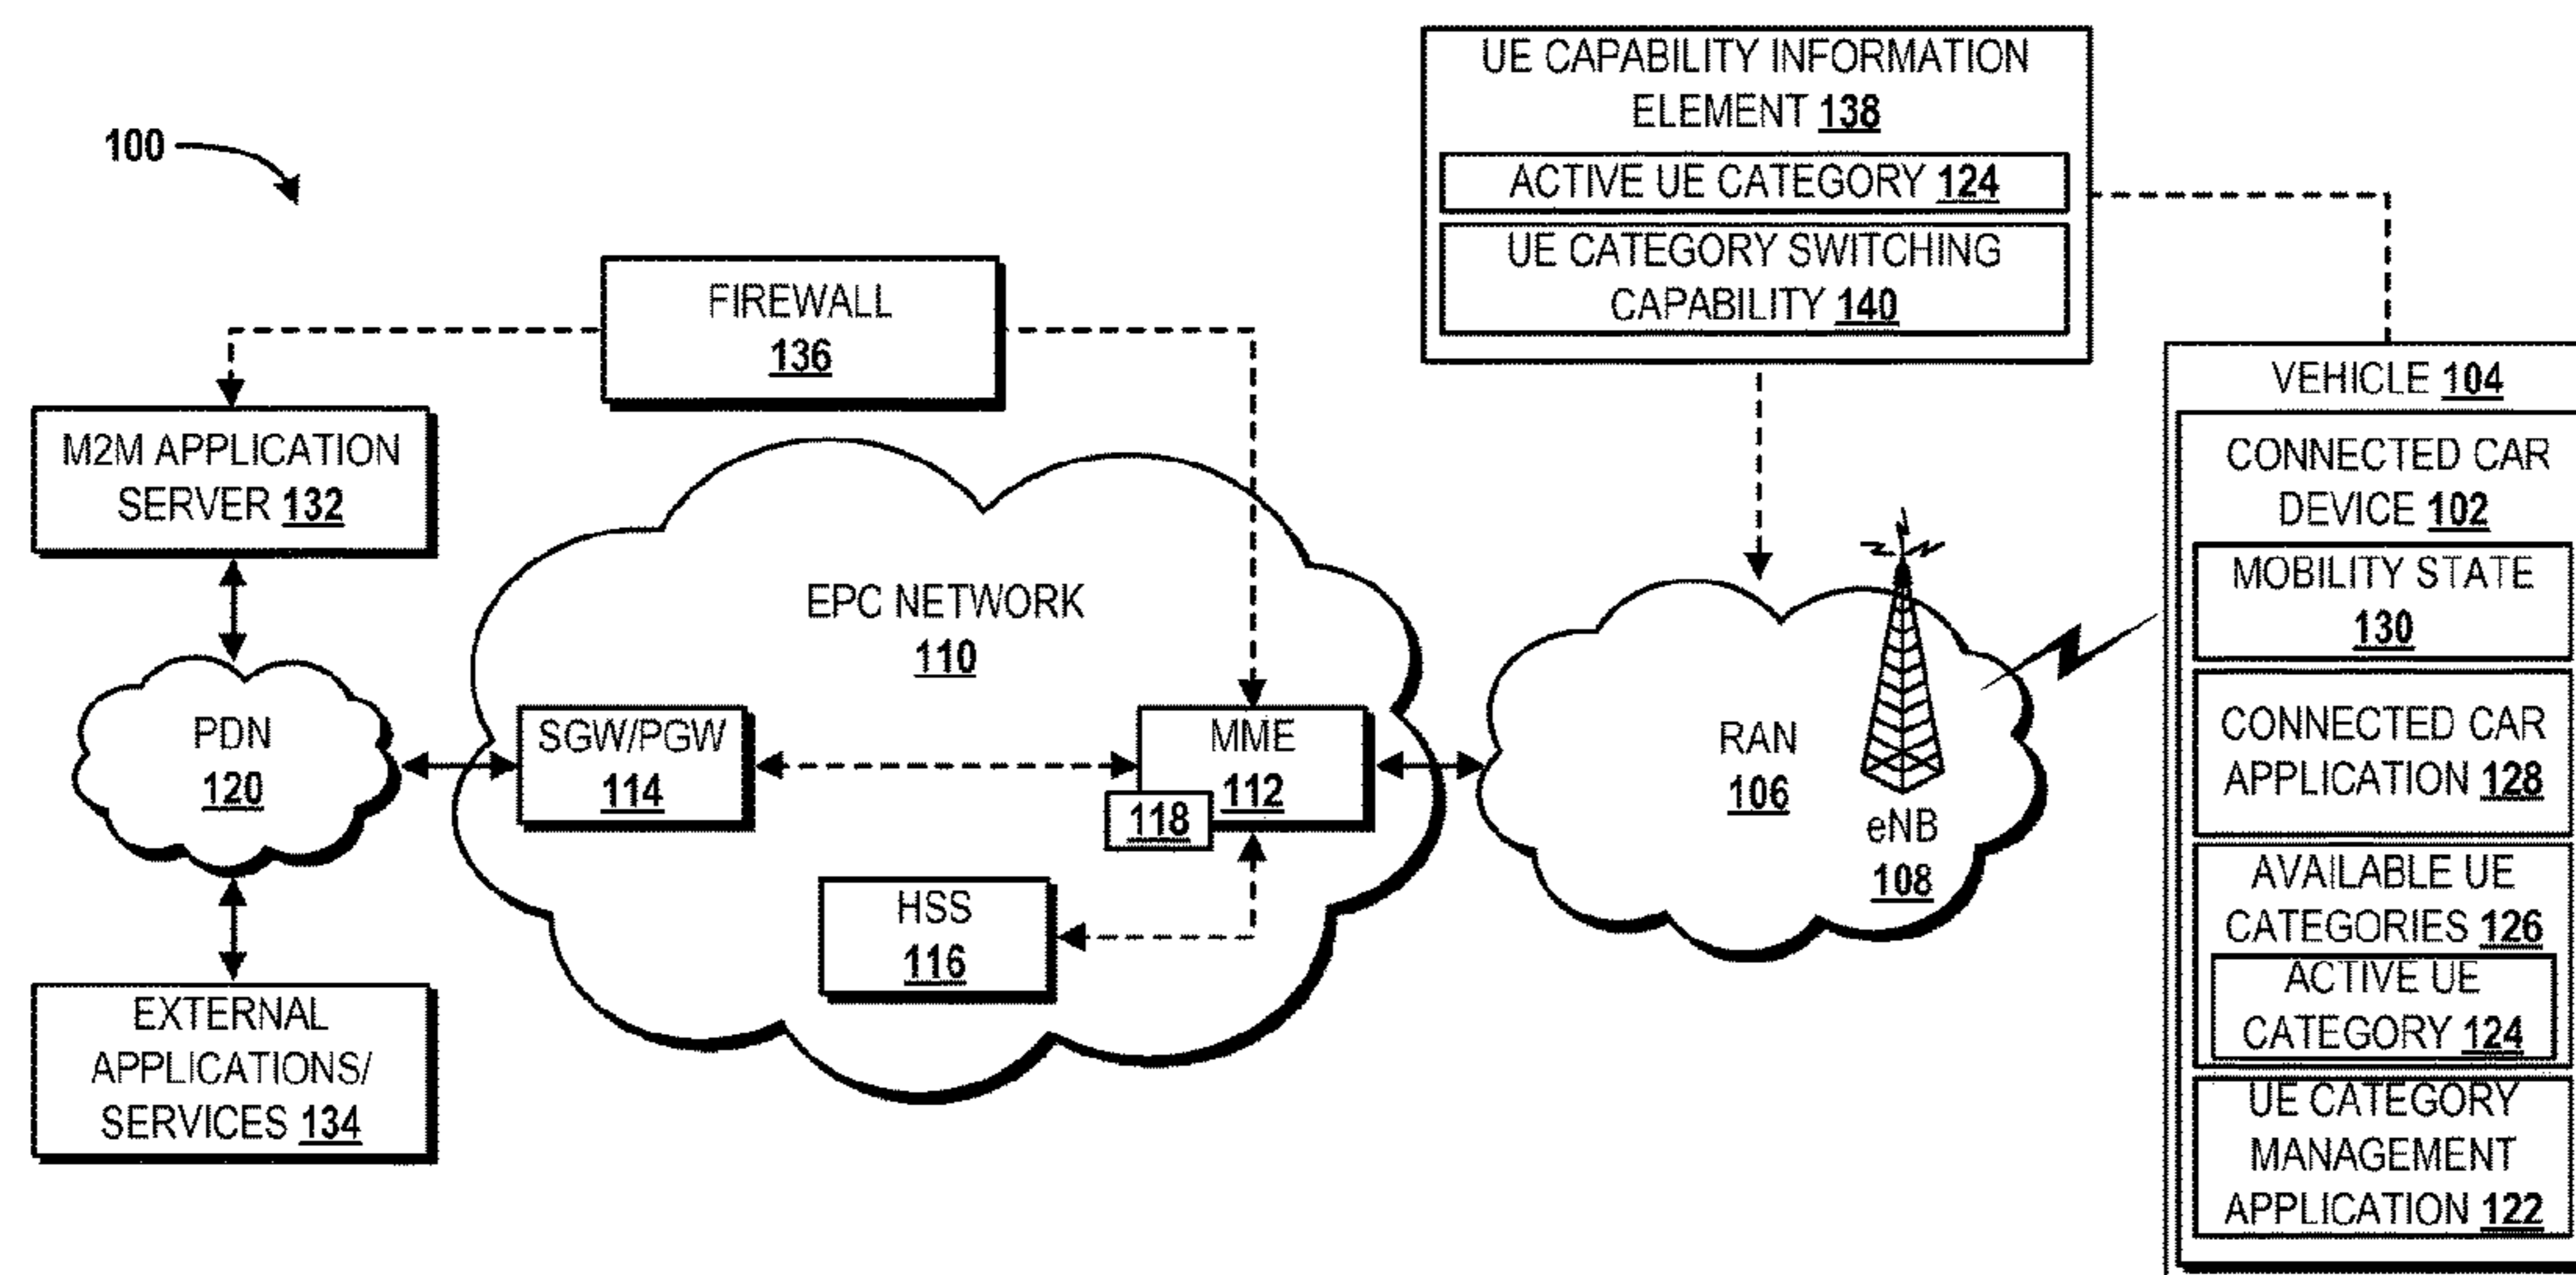 100
UE CAPABILITY INFORMATION
ELEMENT 138
ACTIVE UE CATEGORY 124
UE CATEGORY SWITCHING
CAPABILITY 140
FIREWALL
136
M2M APPLICATION
SERVER 132
PDN
120
EXTERNAL
APPLICATIONS/
SERVICES 134
EPC NETWORK
110
SGW/PGW
114
MME
112
118
HSS
116
RAN
106
eNB
108
VEHICLE 104
CONNECTED CAR
DEVICE 102
MOBILITY STATE
130
CONNECTED CAR
APPLICATION 128
AVAILABLE UE
CATEGORIES 126
ACTIVE UE
CATEGORY 124
UE CATEGORY
MANAGEMENT
APPLICATION 122